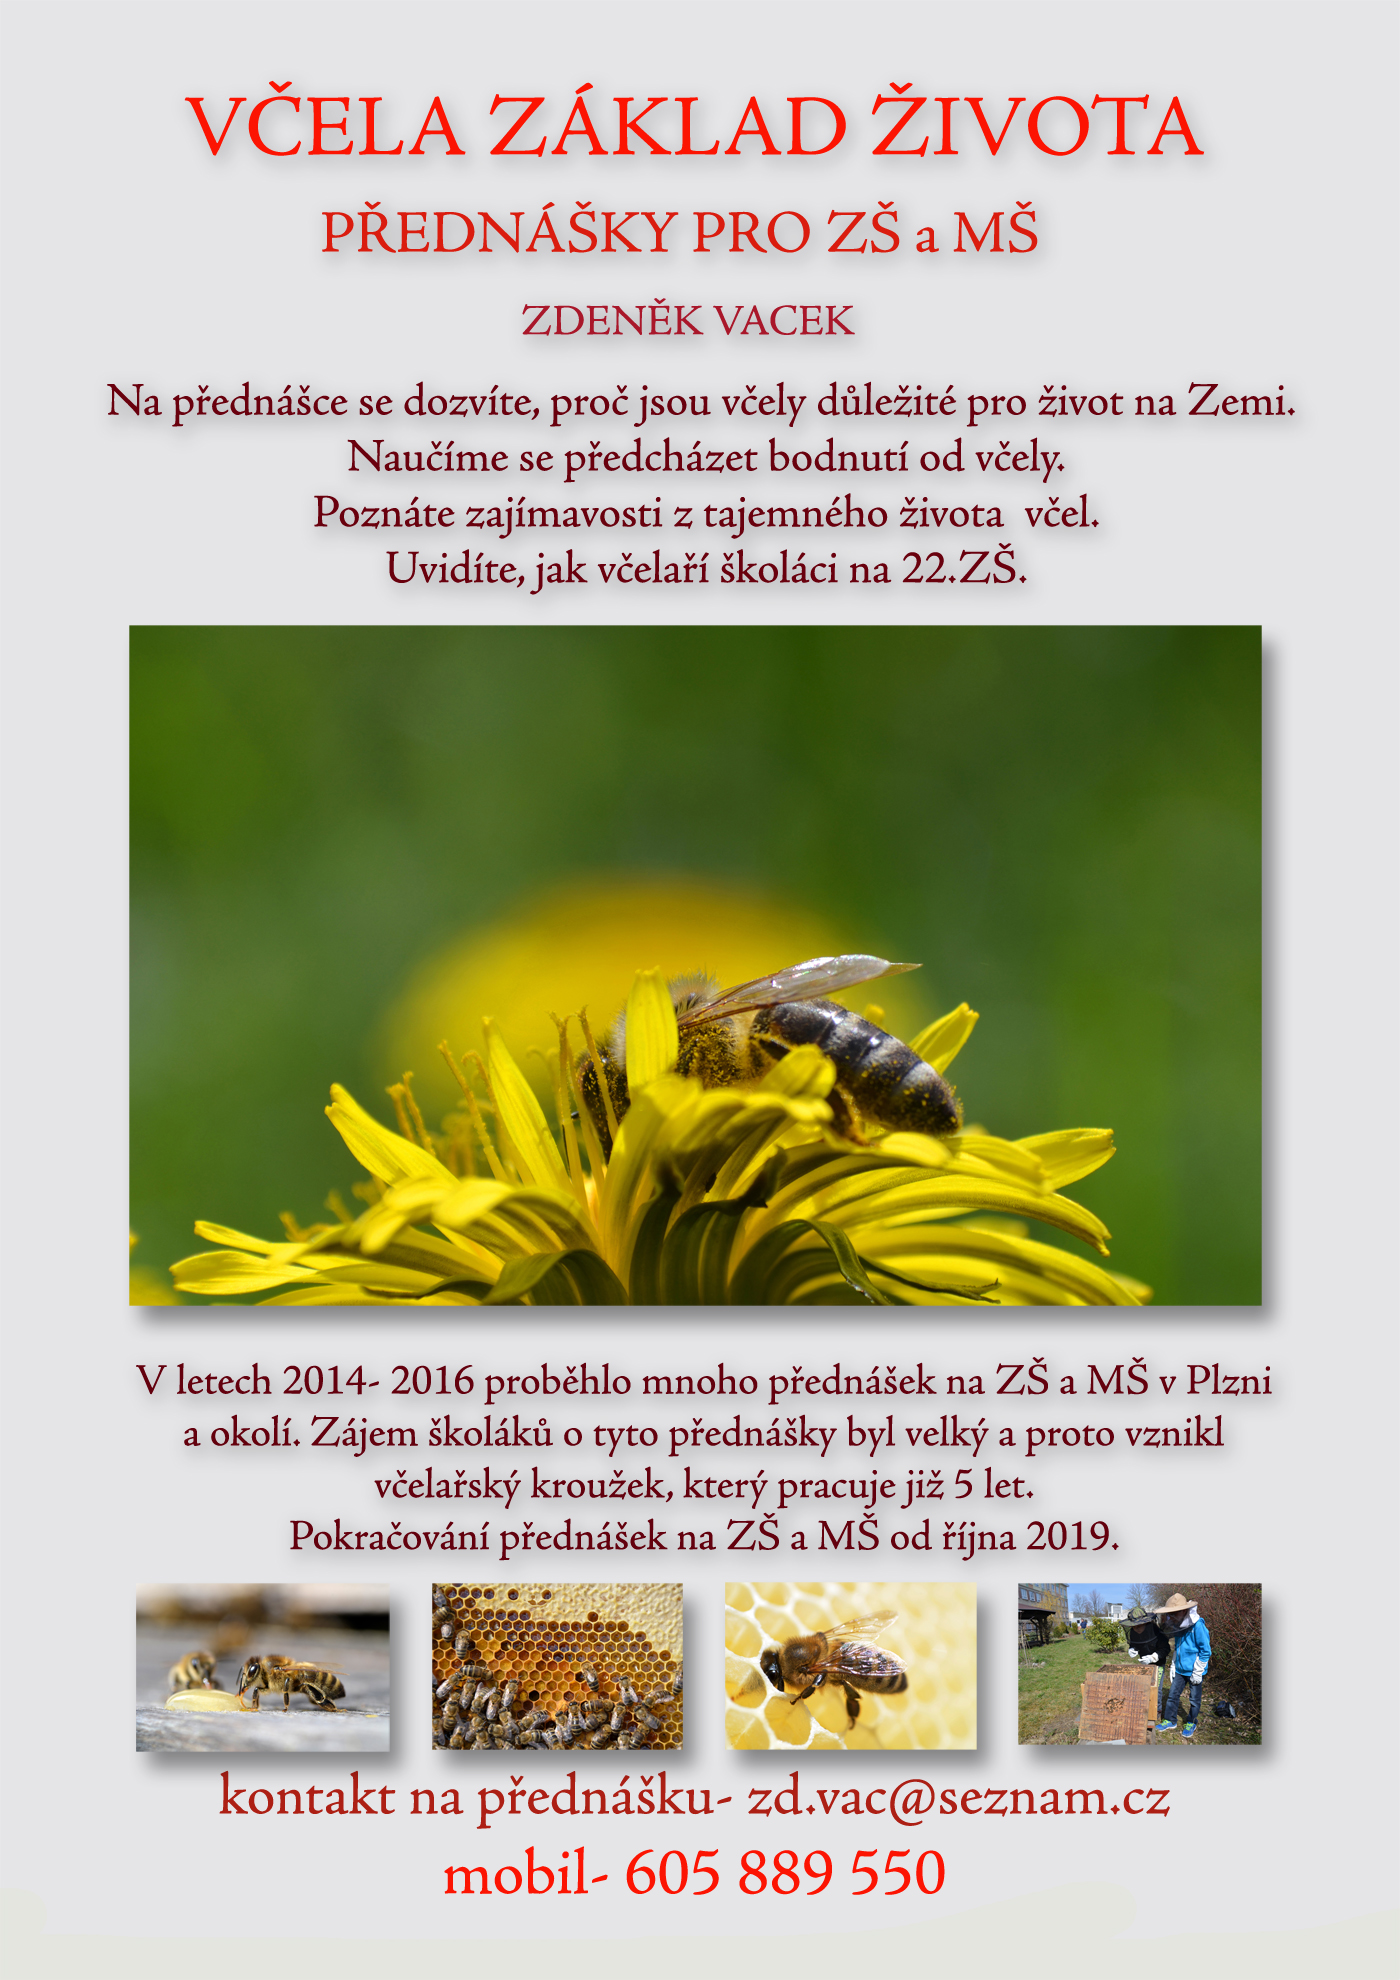 VČELA ZÁKLAD ŽIVOTA
PŘEDNÁŠKY PRO ZŠ a MŠ
ZDENĚK VACEK
Na přednášce se dozvíte, proč jsou včely důležité pro život na Zemi.
Naučíme se předcházet bodnutí od včely.
Poznáte zajímavosti z tajemného života včel.
Uvidíte, jak včelaří školáci na 22.ZŠ.
V letech 2014- 2016 proběhlo mnoho přednášek na ZŠ a MŠ v Plzni
a okolí. Zájem školáků o tyto přednášky byl velký a proto vznikl
včelařský kroužek, který pracuje již 5 let.
Pokračování přednášek na ZŠ a MŠ od října 2019.
kontakt na přednášku- zd.vac@seznam.cz
mobil- 605 889 550